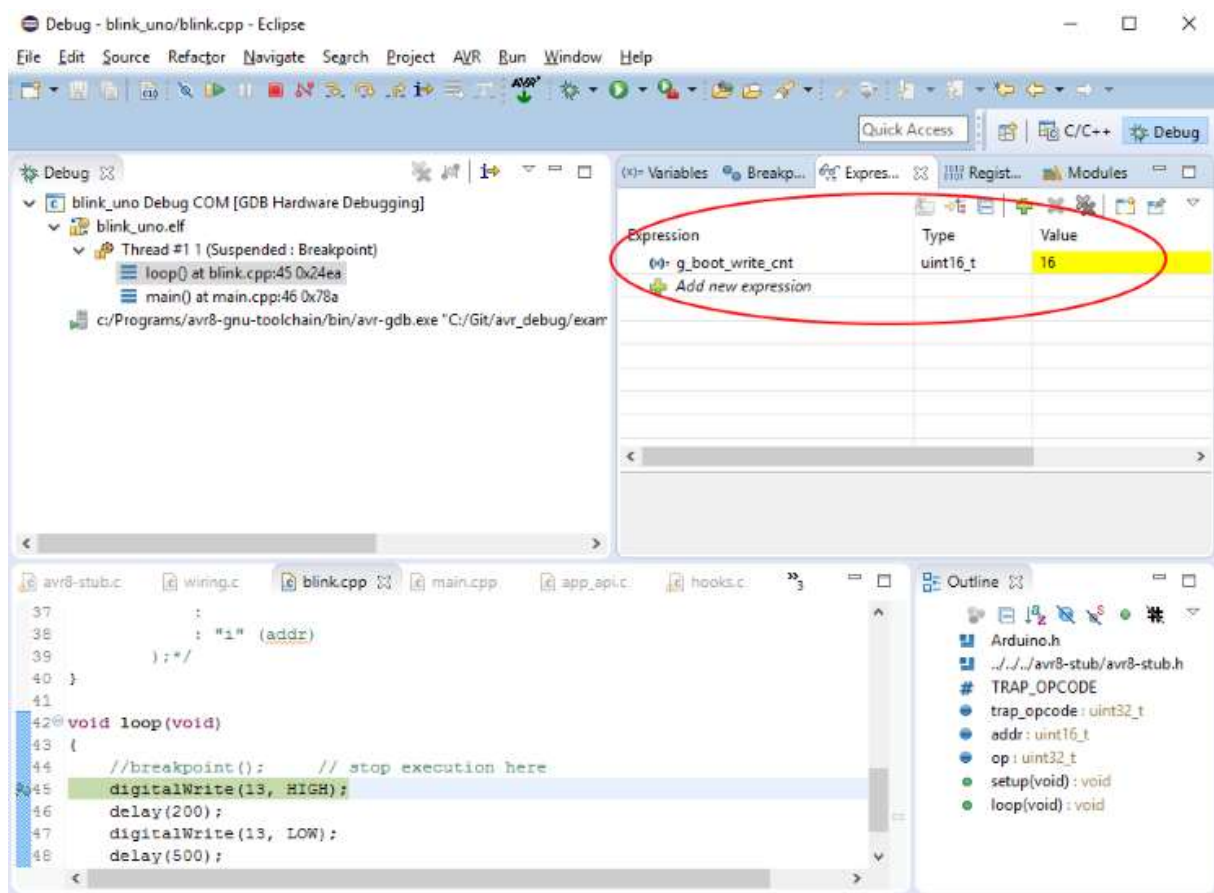 Debug - blink_uno/blink.cpp - Eclipse
File Edit Source Refactor Navigate Search Project AVR Run Window Help
AVR
Quick Access C/C++ Debug
Debug
blink_uno Debug COM [GDB Hardware Debugging]
blink_uno.elf
Thread #1 1 (Suspended : Breakpoint)
loop() at blink.cpp:45 0x24ea
main() at main.cpp:46 0x78a
c:/Programs/avr8-gnu-toolchain/bin/avr-gdb.exe "C:/Git/avr_debug/exam
(x)= Variables Breakp... Expres... Regist... Modules
Expression Type Value
(x)= g_boot_write_cnt uint16_t 16
Add new expression
avr8-stub.c wiring.c blink.cpp main.cpp app_api.c hooks.c »3
37 :
38 : "i" (addr)
39 );*/
40 }
41
42 void loop(void)
43 {
44 //breakpoint(); // stop execution here
45 digitalWrite(13, HIGH);
46 delay(200);
47 digitalWrite(13, LOW);
48 delay(500);
Outline
Arduino.h
../../../avr8-stub/avr8-stub.h
# TRAP_OPCODE
trap_opcode : uint32_t
addr : uint16_t
op : uint32_t
setup(void) : void
loop(void) : void